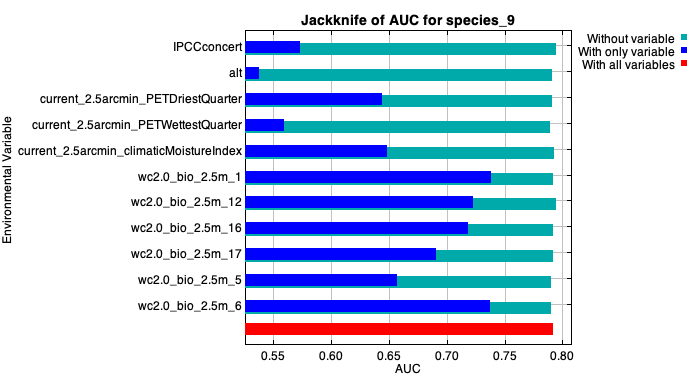 Jackknife of AUC for species_9
Without variable
With only variable
With all variables
Environmental Variable
IPCCconcert
alt
current_2.5arcmin_PETDriestQuarter
current_2.5arcmin_PETWettestQuarter
current_2.5arcmin_climaticMoistureIndex
wc2.0_bio_2.5m_1
wc2.0_bio_2.5m_12
wc2.0_bio_2.5m_16
wc2.0_bio_2.5m_17
wc2.0_bio_2.5m_5
wc2.0_bio_2.5m_6
0.55 0.60 0.65 0.70 0.75 0.80
AUC